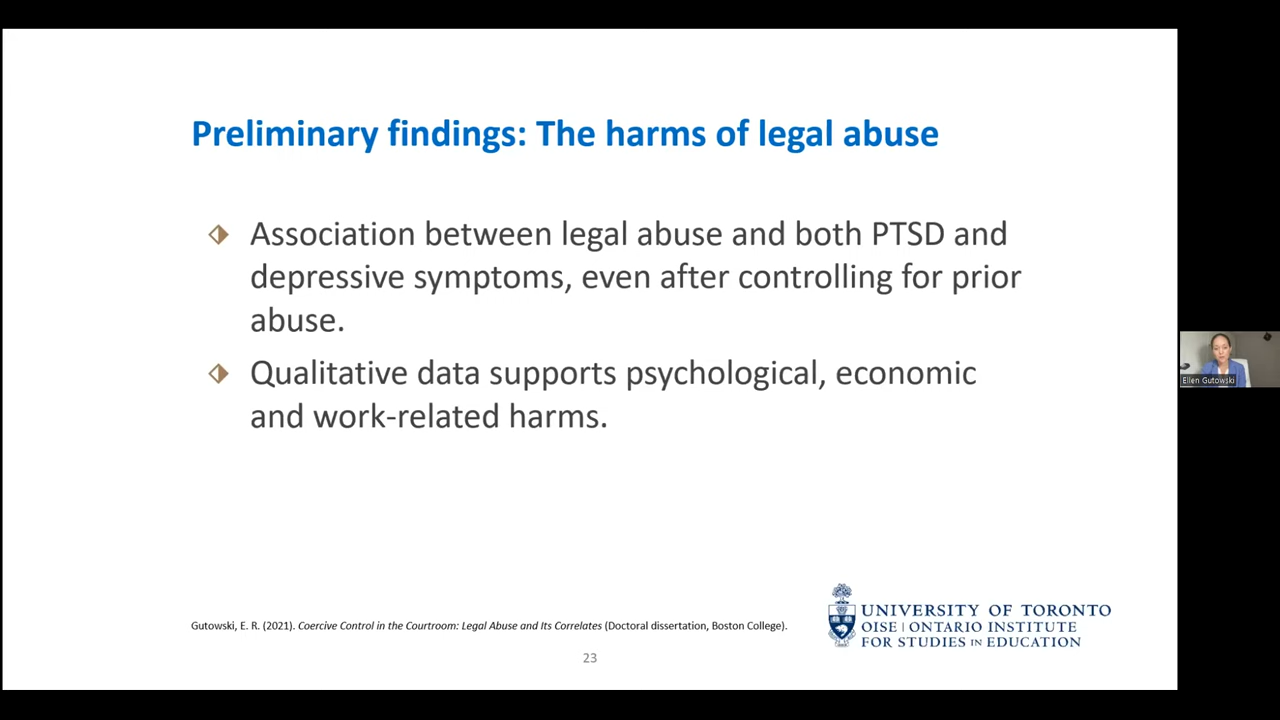 Preliminary findings: The harms of legal abuse
Association between legal abuse and both PTSD and
depressive symptoms, even after controlling for prior
abuse.
Qualitative data supports psychological, economic
and work-related harms.
Gutowski, E. R. (2021). Coercive Control in the Courtroom: Legal Abuse and Its Correlates (Doctoral dissertation, Boston College).
23
UNIVERSITY OF TORONTO
OISE | ONTARIO INSTITUTE
FOR STUDIES IN EDUCATION
Ellen Gutowski